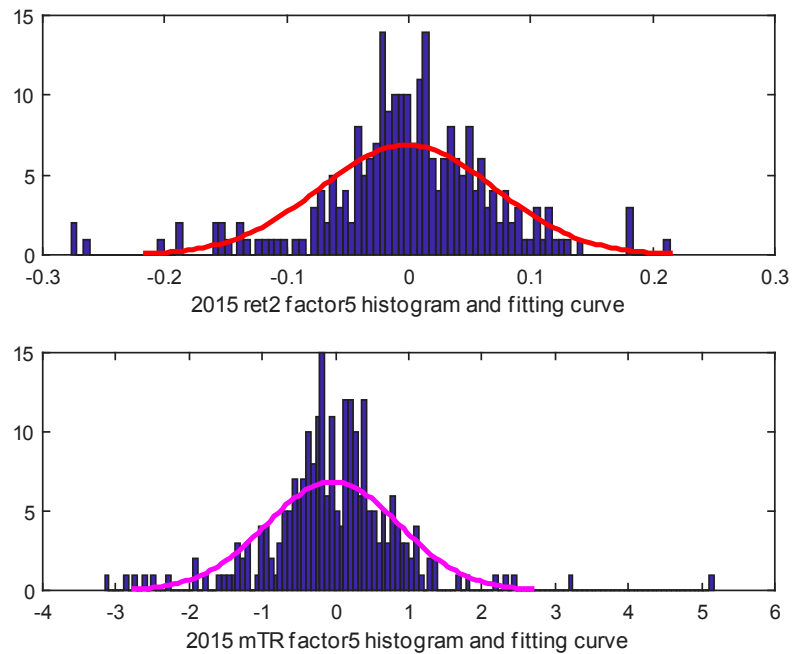 15
10
5
0
-0.3 -0.2 -0.1 0 0.1 0.2 0.3
2015 ret2 factor5 histogram and fitting curve
15
10
5
0
-4 -3 -2 -1 0 1 2 3 4 5 6
2015 mTR factor5 histogram and fitting curve